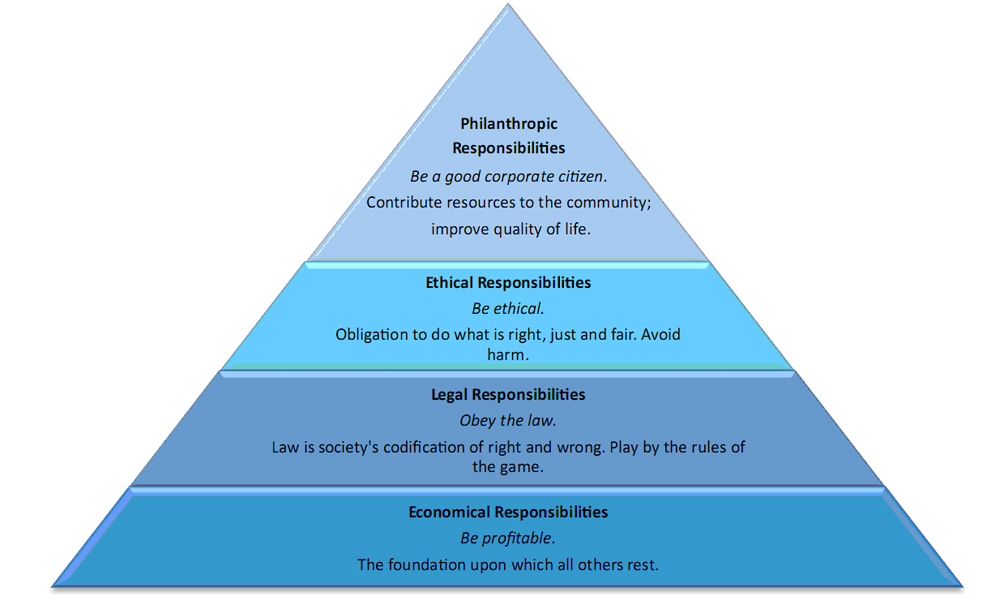 Philanthropic
Responsibilities
Be a good corporate citizen.
Contribute resources to the community;
improve quality of life.
Ethical Responsibilities
Be ethical.
Obligation to do what is right, just and fair. Avoid
harm.
Legal Responsibilities
Obey the law.
Law is society's codification of right and wrong. Play by the rules of
the game.
Economical Responsibilities
Be profitable.
The foundation upon which all others rest.